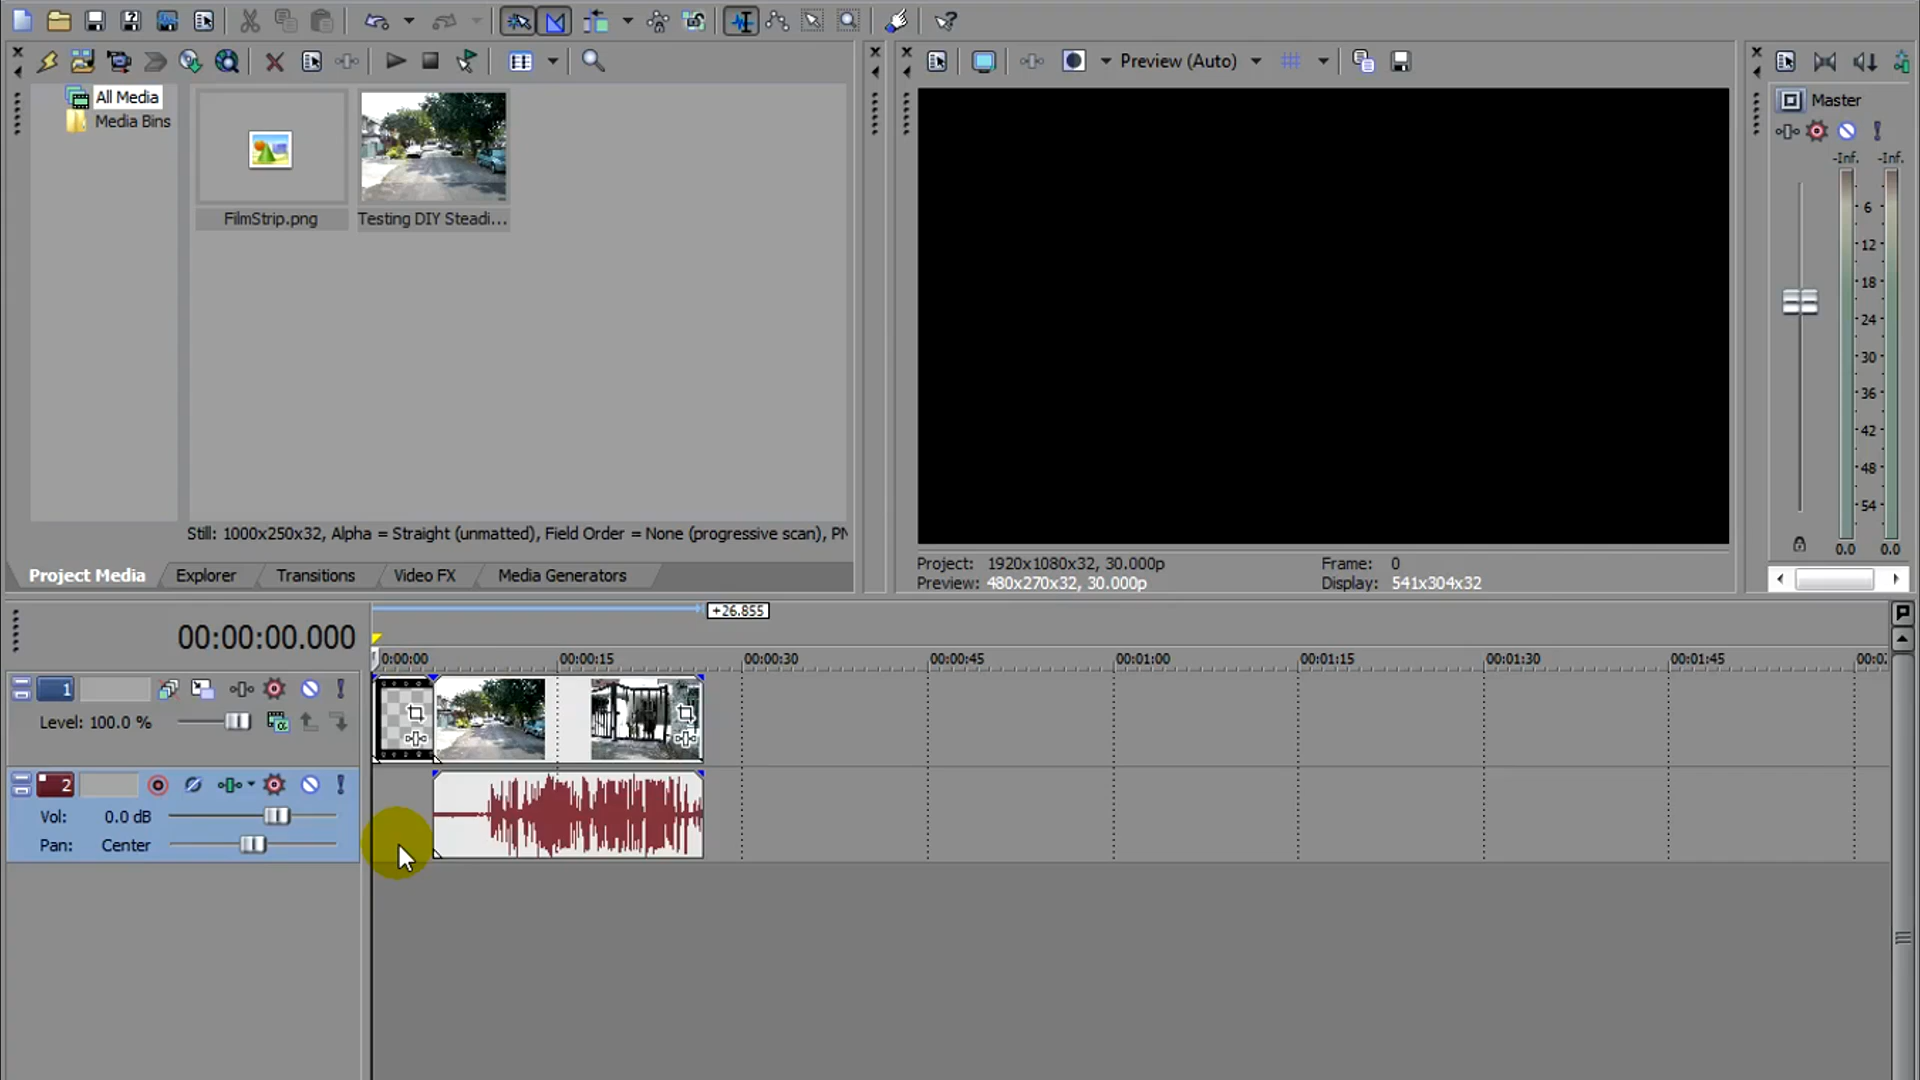 Preview (Auto)
All Media
Media Bins
Master
-Inf. -Inf.
FilmStrip.png
Testing DIY Steadi...
6
12
18
24
30
36
42
48
54
0.0 0.0
Still: 1000x250x32, Alpha = Straight (unmatted), Field Order = None (progressive scan), PN
Project: 1920x1080x32, 30.000p
Frame: 0
Preview: 480x270x32, 30.000p
Display: 541x304x32
Project Media
Explorer
Transitions
Video FX
Media Generators
+26.855
00:00:00.000
0:00:00
00:00:15
00:00:30
00:00:45
00:01:00
00:01:15
00:01:30
00:01:45
00:0
1
Level: 100.0 %
2
Vol: 0.0 dB
Pan: Center